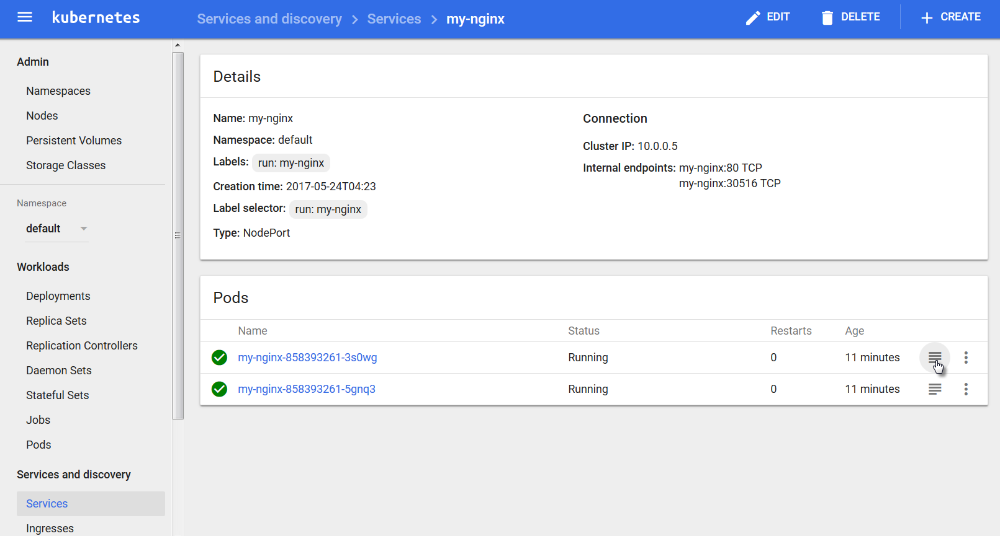 kubernetes
Services and discovery > Services > my-nginx
EDIT
DELETE
+ CREATE
Admin
Namespaces
Nodes
Persistent Volumes
Storage Classes
Namespace
default
Workloads
Deployments
Replica Sets
Replication Controllers
Daemon Sets
Stateful Sets
Jobs
Pods
Services and discovery
Services
Ingresses
Details
Name: my-nginx
Namespace: default
Labels: run: my-nginx
Creation time: 2017-05-24T04:23
Label selector: run: my-nginx
Type: NodePort
Connection
Cluster IP: 10.0.0.5
Internal endpoints: my-nginx:80 TCP
my-nginx:30516 TCP
Pods
Name Status Restarts Age
my-nginx-858393261-3s0wg Running 0 11 minutes
my-nginx-858393261-5gnq3 Running 0 11 minutes